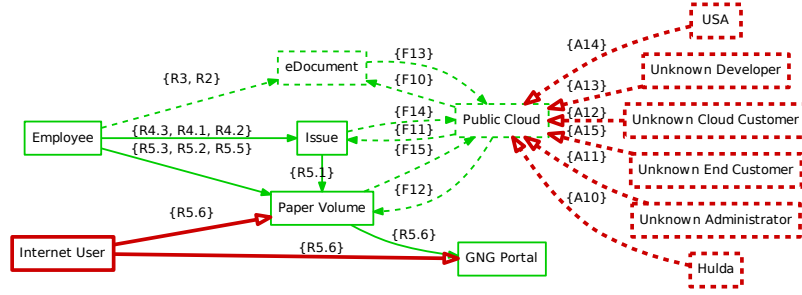 USA
{A14}
{F13}
eDocument
Unknown Developer
{R3, R2}
{A13}
{F10}
{F14}
{A12}
Public Cloud
Unknown Cloud Customer
Employee
{R4.3, R4.1, R4.2}
Issue
{F11}
{A15}
{R5.3, R5.2, R5.5}
{F15}
{A11}
Unknown End Customer
{R5.1}
{F12}
{A10}
Paper Volume
{R5.6}
Unknown Administrator
{R5.6}
Internet User
{R5.6}
GNG Portal
Hulda